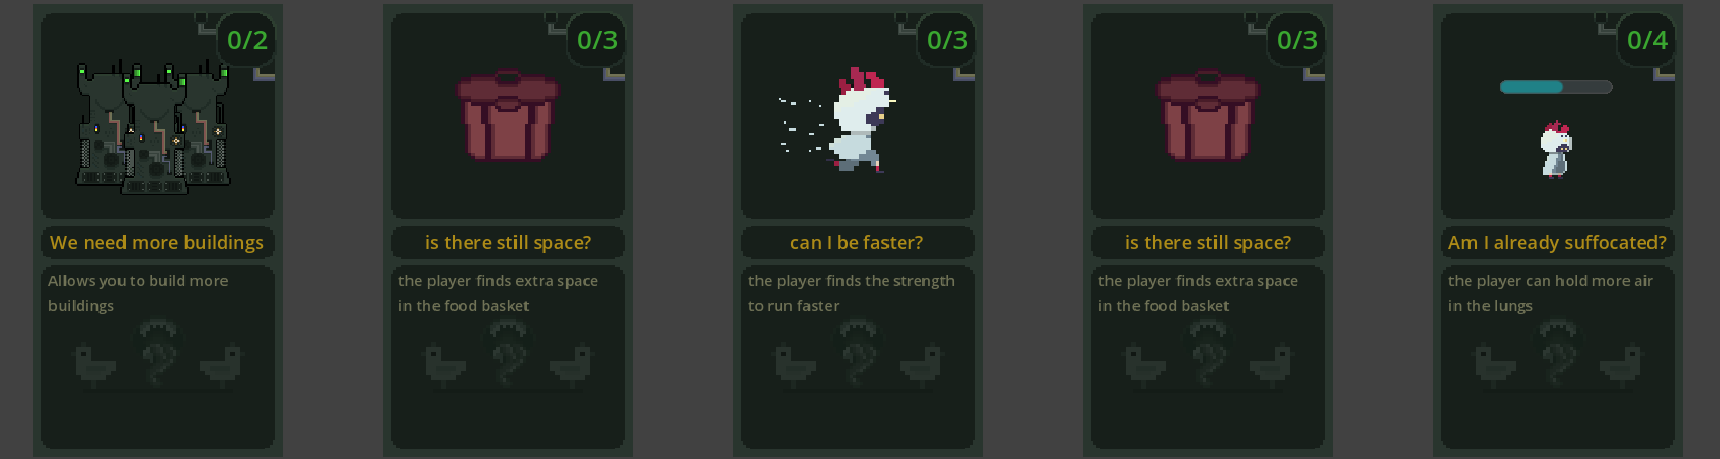 0/2
We need more buildings
Allows you to build more
buildings
0/3
is there still space?
the player finds extra space
in the food basket
0/3
can I be faster?
the player finds the strength
to run faster
0/3
is there still space?
the player finds extra space
in the food basket
0/4
Am I already suffocated?
the player can hold more air
in the lungs